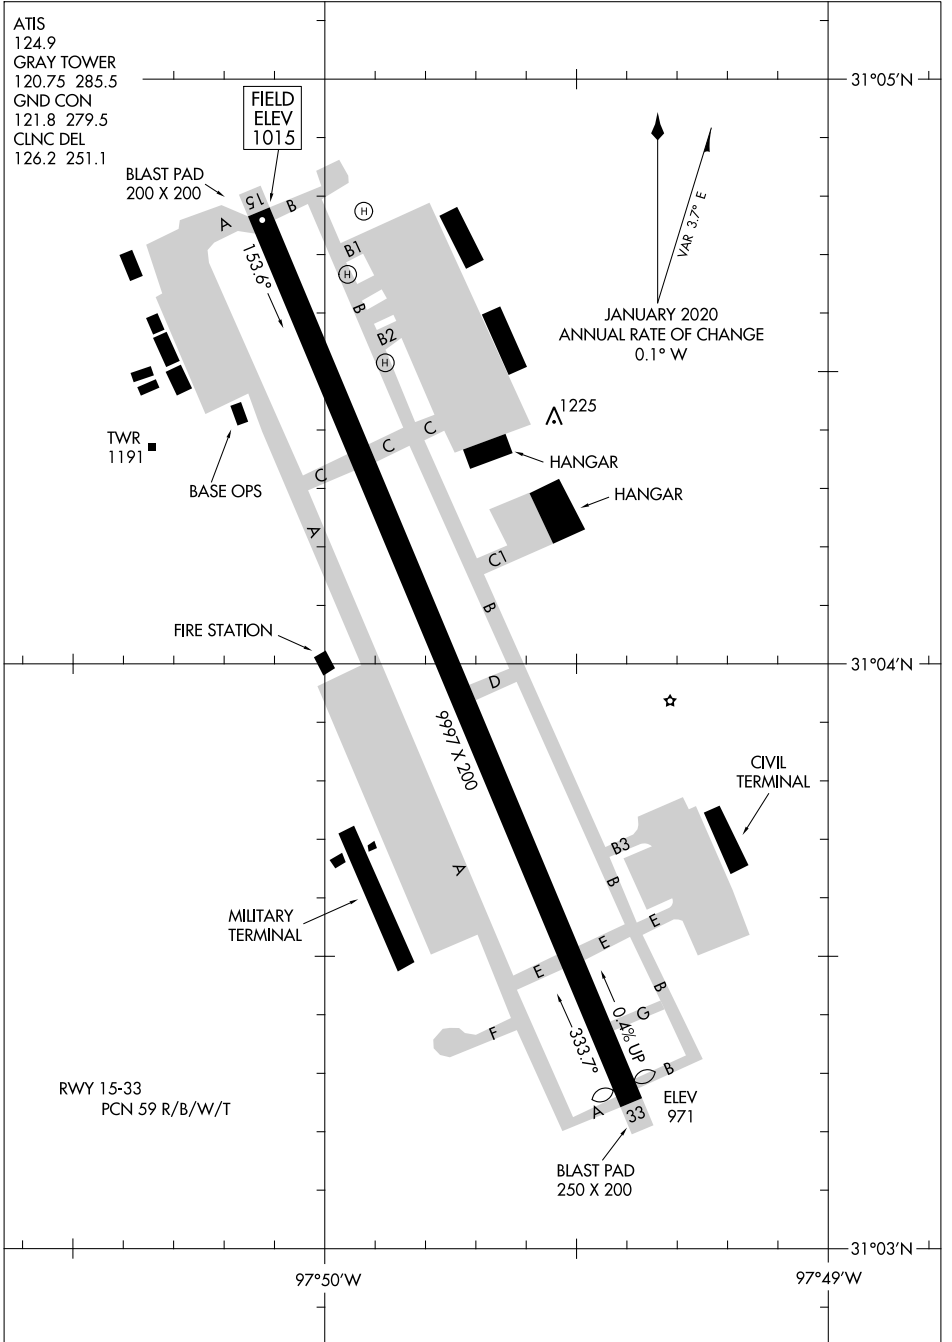 ATIS
124.9
GRAY TOWER
120.75 285.5
GND CON
121.8 279.5
CLNC DEL
126.2 251.1
31°05'N
FIELD
ELEV
1015
BLAST PAD
200 X 200
15
A
B
H
B1
H
153.6°
B
B2
H
VAR 3.7° E
JANUARY 2020
ANNUAL RATE OF CHANGE
0.1° W
1225
TWR
1191
BASE OPS
C
C
C
HANGAR
HANGAR
A
C1
B
FIRE STATION
31°04'N
D
9997 X 200
CIVIL
TERMINAL
B3
A
B
MILITARY
TERMINAL
E
E
E
B
F
G
333.7°
0.4% UP
B
A
33
ELEV
971
RWY 15-33
PCN 59 R/B/W/T
BLAST PAD
250 X 200
31°03'N
97°50'W
97°49'W